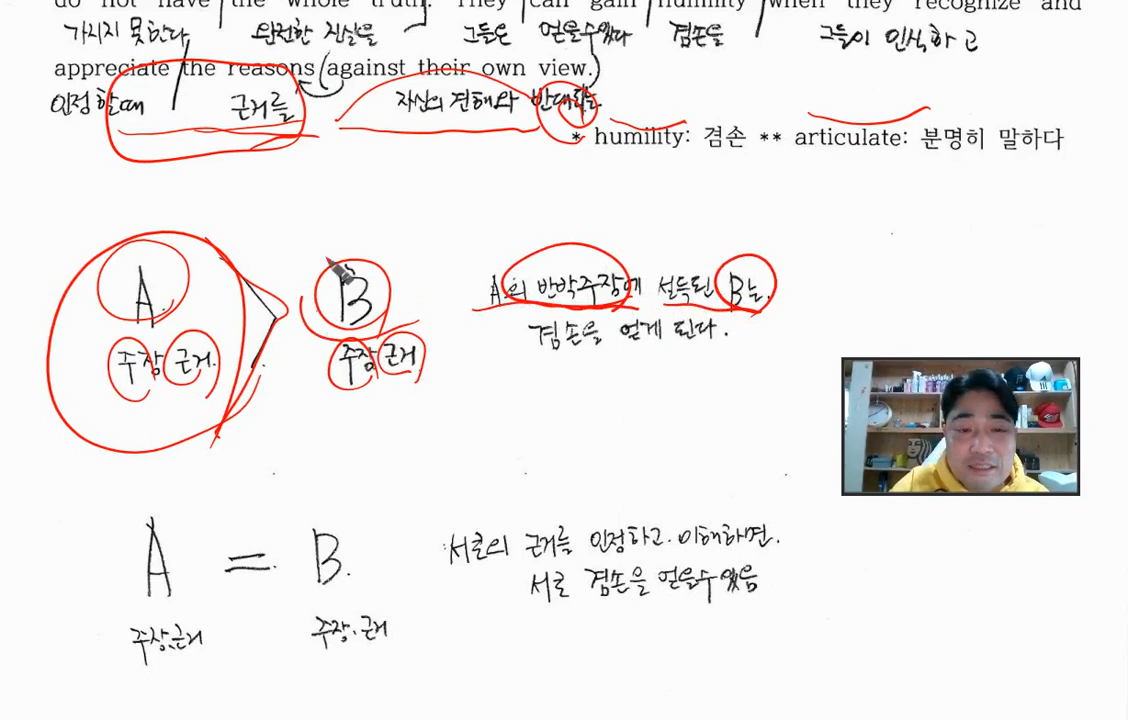 do not have the whole truth. They can gain humility when they recognize and
가지지 못한다 완전한 진실을 그들은 얻을수있다 겸손을 그들이 인식하고
appreciate the reasons against their own view.
인정할때 근거를 자신의 견해와 반대하는
* humility: 겸손 ** articulate: 분명히 말하다
A B A의 반박주장에 설득된 B는.
주장 근거. 주장 근거 겸손을 얻게 된다.
A = B. 서로의 근거를 인정하고. 이해하면.
서로 겸손을 얻을수 있음
주장.근거 주장.근거